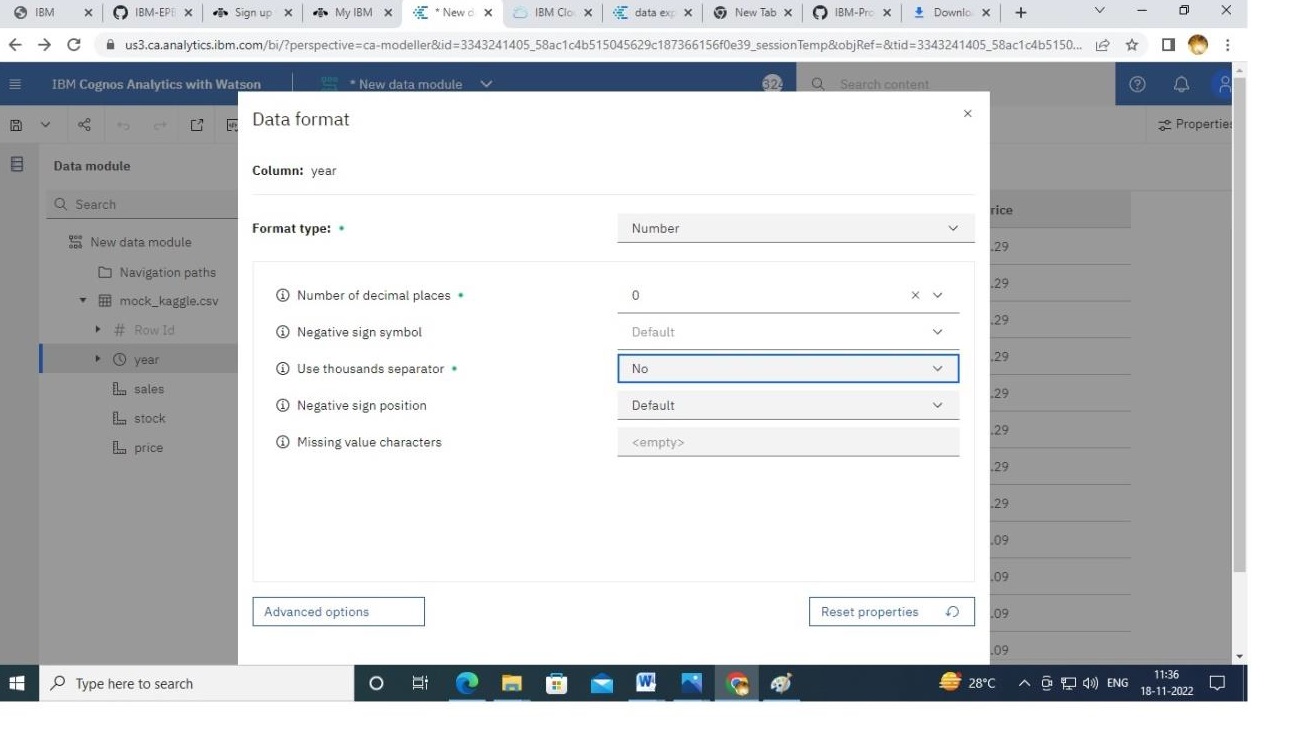 IBM IBM-EPB Sign up My IBM * New d IBM Clo data exp New Tab IBM-Pro Downlo
us3.ca.analytics.ibm.com/bi/?perspective=ca-modeller&id=3343241405_58ac1c4b515045629c187366156f0e39_sessionTemp&objRef=&tid=3343241405_58ac1c4b5150...
IBM Cognos Analytics with Watson * New data module Search content
Data format
Propertie
Data module
Column: year
Search
rice
Format type: Number
New data module
.29
Navigation paths
.29
Number of decimal places 0
mock_kaggle.csv
.29
Negative sign symbol Default
Row Id
.29
year
Use thousands separator No
sales
.29
Negative sign position Default
stock
.29
Missing value characters <empty>
price
.29
.29
.09
.09
Advanced options Reset properties
.09
.09
Type here to search
28°C ENG
11:36
18-11-2022